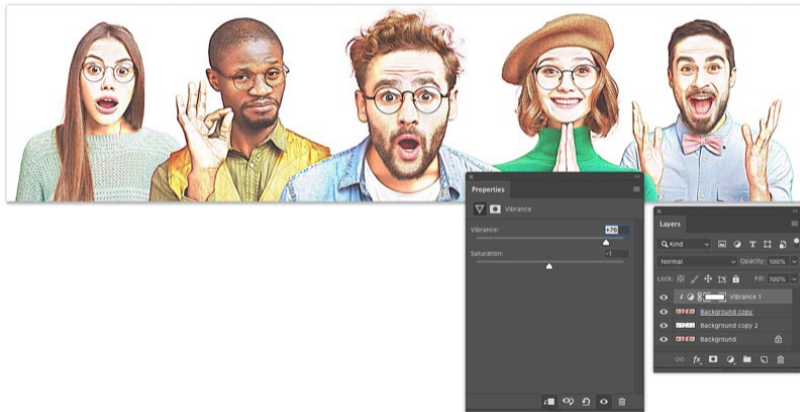 Properties
Vibrance
Vibrance: +76
Saturation: -1
Layers
Kind
Normal Opacity: 100%
Lock: Fill: 100%
Vibrance 1
Background copy
Background copy 2
Background